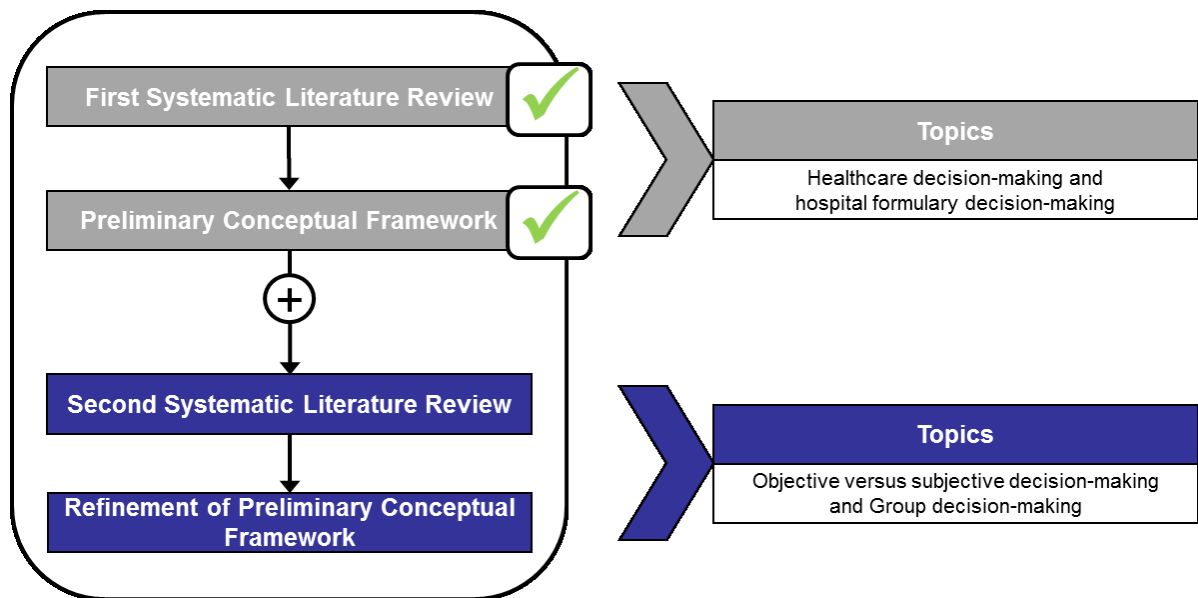 First Systematic Literature Review
Preliminary Conceptual Framework
+
Second Systematic Literature Review
Refinement of Preliminary Conceptual
Framework
Topics
Healthcare decision-making and
hospital formulary decision-making
Topics
Objective versus subjective decision-making
and Group decision-making